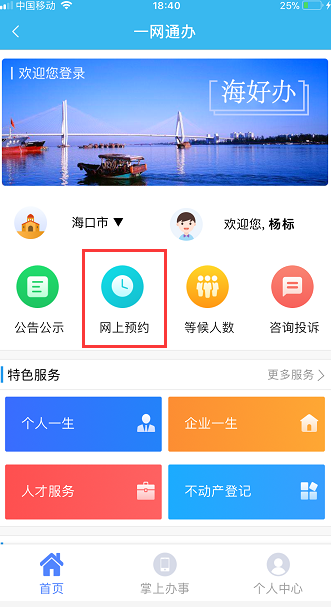 中国移动 18:40 25%
一网通办
欢迎您登录
海好办
海口市 ▼ 欢迎您, 杨标
公告公示 网上预约 等候人数 咨询投诉
特色服务 更多服务
个人一生 企业一生
人才服务 不动产登记
首页 掌上办事 个人中心